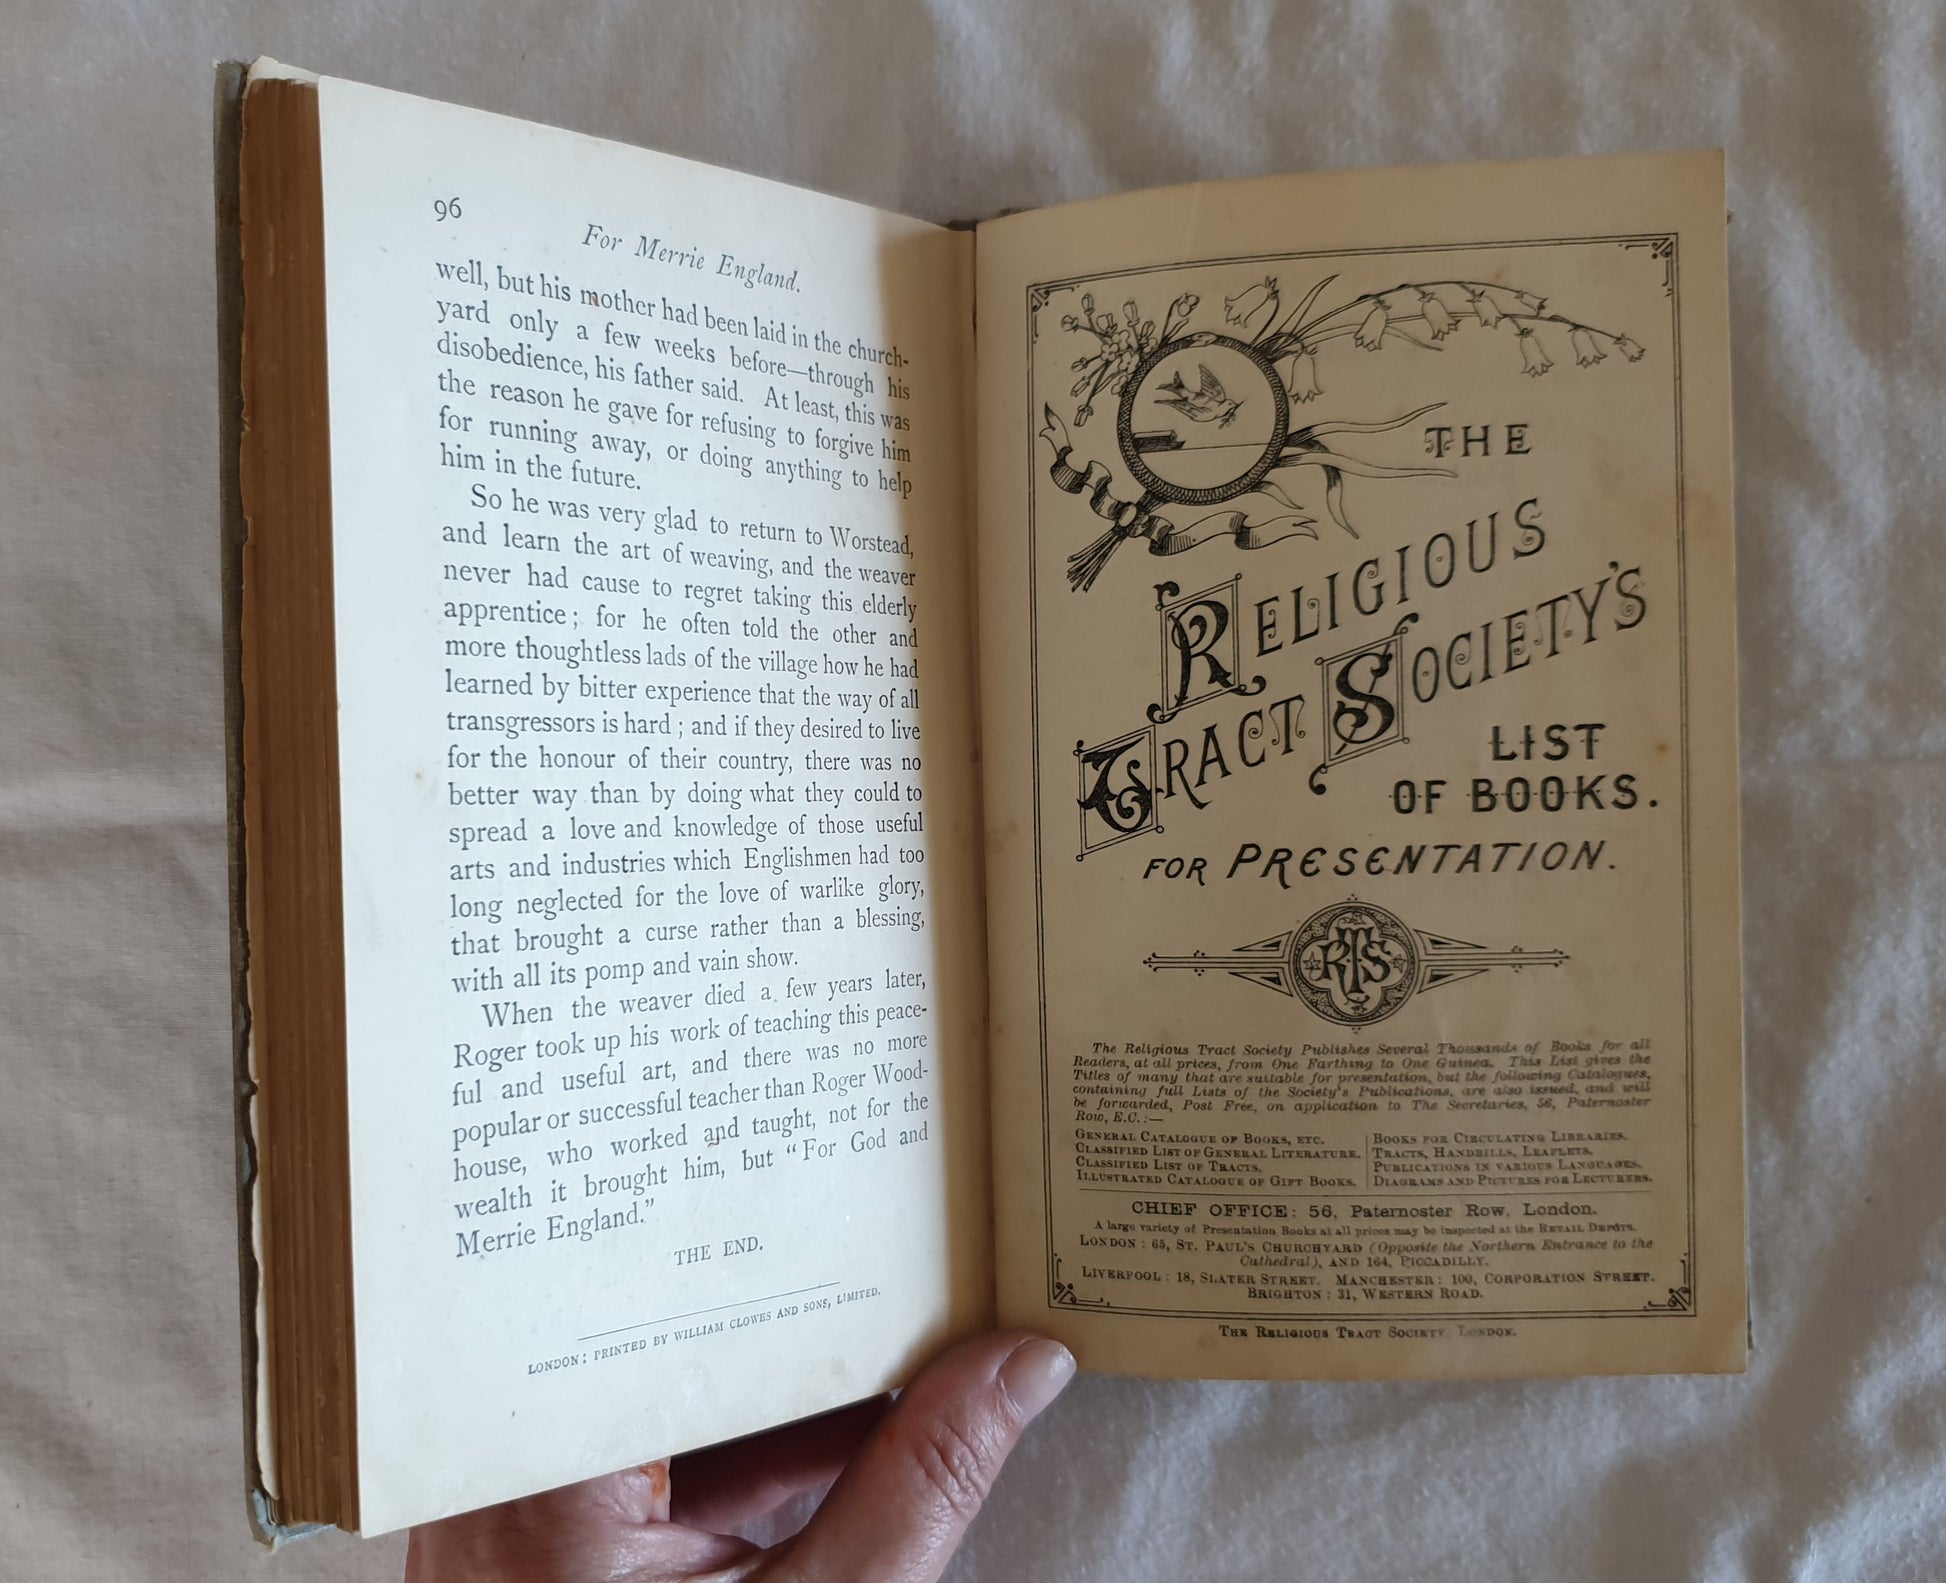 96
For Merrie England.
well, but his mother had been laid in the church-
yard only a few weeks before—through his
disobedience, his father said. At least, this was
the reason he gave for refusing to forgive him
for running away, or doing anything to help
him in the future.
So he was very glad to return to Worstead,
and learn the art of weaving, and the weaver
never had cause to regret taking this elderly
apprentice; for he often told the other and
more thoughtless lads of the village how he had
learned by bitter experience that the way of all
transgressors is hard; and if they desired to live
for the honour of their country, there was no
better way than by doing what they could to
spread a love and knowledge of those useful
arts and industries which Englishmen had too
long neglected for the love of warlike glory,
that brought a curse rather than a blessing,
with all its pomp and vain show.
When the weaver died a few years later,
Roger took up his work of teaching this peace-
ful and useful art, and there was no more
popular or successful teacher than Roger Wood-
house, who worked and taught, not for the
wealth it brought him, but "For God and
Merrie England."
THE END.
LONDON: PRINTED BY WILLIAM CLOWES AND SONS, LIMITED.
THE
RELIGIOUS
TRACT SOCIETY'S
LIST
OF BOOKS.
FOR PRESENTATION.
RTS
The Religious Tract Society Publishes Several Thousands of Books for all
Readers, at all prices, from One Farthing to One Guinea. This List gives the
Titles of many that are suitable for presentation, but the following Catalogues,
containing full Lists of the Society's Publications, are also issued, and will
be forwarded, Post Free, on application to The Secretaries, 56, Paternoster
Row, E.C.:—
GENERAL CATALOGUE OF BOOKS, ETC.
CLASSIFIED LIST OF GENERAL LITERATURE.
CLASSIFIED LIST OF TRACTS.
ILLUSTRATED CATALOGUE OF GIFT BOOKS.
BOOKS FOR CIRCULATING LIBRARIES.
TRACTS, HANDBILLS, LEAFLETS.
PUBLICATIONS IN VARIOUS LANGUAGES.
DIAGRAMS AND PICTURES FOR LECTURERS.
CHIEF OFFICE: 56, Paternoster Row, London.
A large variety of Presentation Books at all prices may be inspected at the RETAIL DEPÔTS.
LONDON: 65, ST. PAUL'S CHURCHYARD (Opposite the Northern Entrance to the
Cathedral), AND 164, PICCADILLY.
LIVERPOOL: 18, SLATER STREET. MANCHESTER: 100, CORPORATION STREET.
BRIGHTON: 31, WESTERN ROAD.
THE RELIGIOUS TRACT SOCIETY, LONDON.